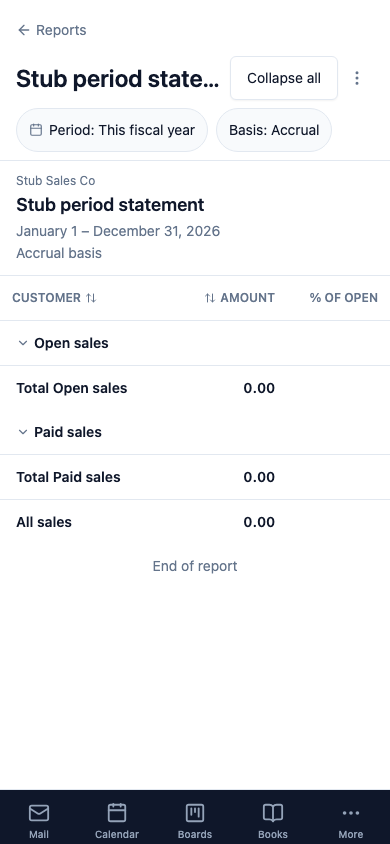 Reports
Stub period state...
Collapse all
Period: This fiscal year
Basis: Accrual
Stub Sales Co
Stub period statement
January 1 – December 31, 2026
Accrual basis
CUSTOMER AMOUNT % OF OPEN
Open sales
Total Open sales 0.00
Paid sales
Total Paid sales 0.00
All sales 0.00
End of report
Mail Calendar Boards Books More